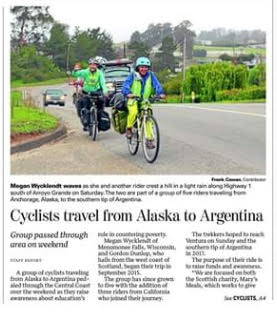 Frank Cowan, Contributor
Megan Wycklendt waves as she and another rider crest a hill in a light rain along Highway 1
south of Arroyo Grande on Saturday. The two are part of a group of five riders traveling from
Anchorage, Alaska, to the southern tip of Argentina.
Cyclists travel from Alaska to Argentina
Group passed through
area on weekend
STAFF REPORT
A group of cyclists traveling
from Alaska to Argentina ped-
aled through the Central Coast
over the weekend as they raise
awareness about education's
role in countering poverty.
Megan Wycklendt of
Menomonee Falls, Wisconsin,
and Gordon Dunlop, who
hails from the west coast of
Scotland, began their trip in
September 2015.
The group has since grown
to five with the addition of
three riders from California
who joined their journey.
The trekkers hoped to reach
Ventura on Sunday and the
southern tip of Argentina
in 2017.
The purpose of their ride is
to raise funds and awareness.
"We are focused on both
the Scottish charity, Mary's
Meals, which works to give
See CYCLISTS, A4